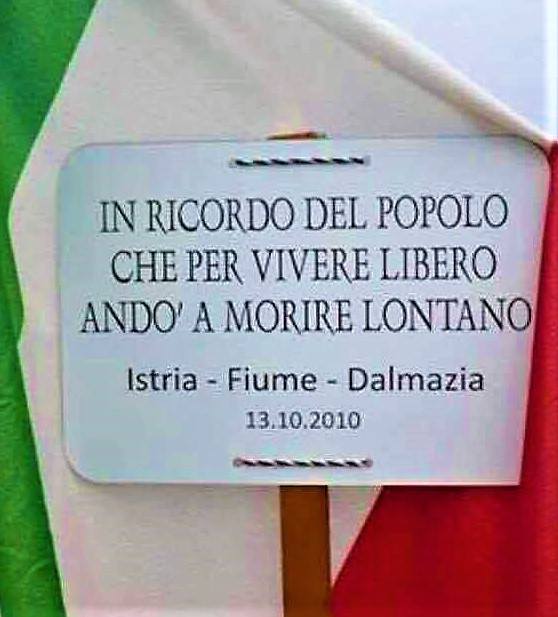 IN RICORDO DEL POPOLO
CHE PER VIVERE LIBERO
ANDO' A MORIRE LONTANO
Istria - Fiume - Dalmazia
13.10.2010